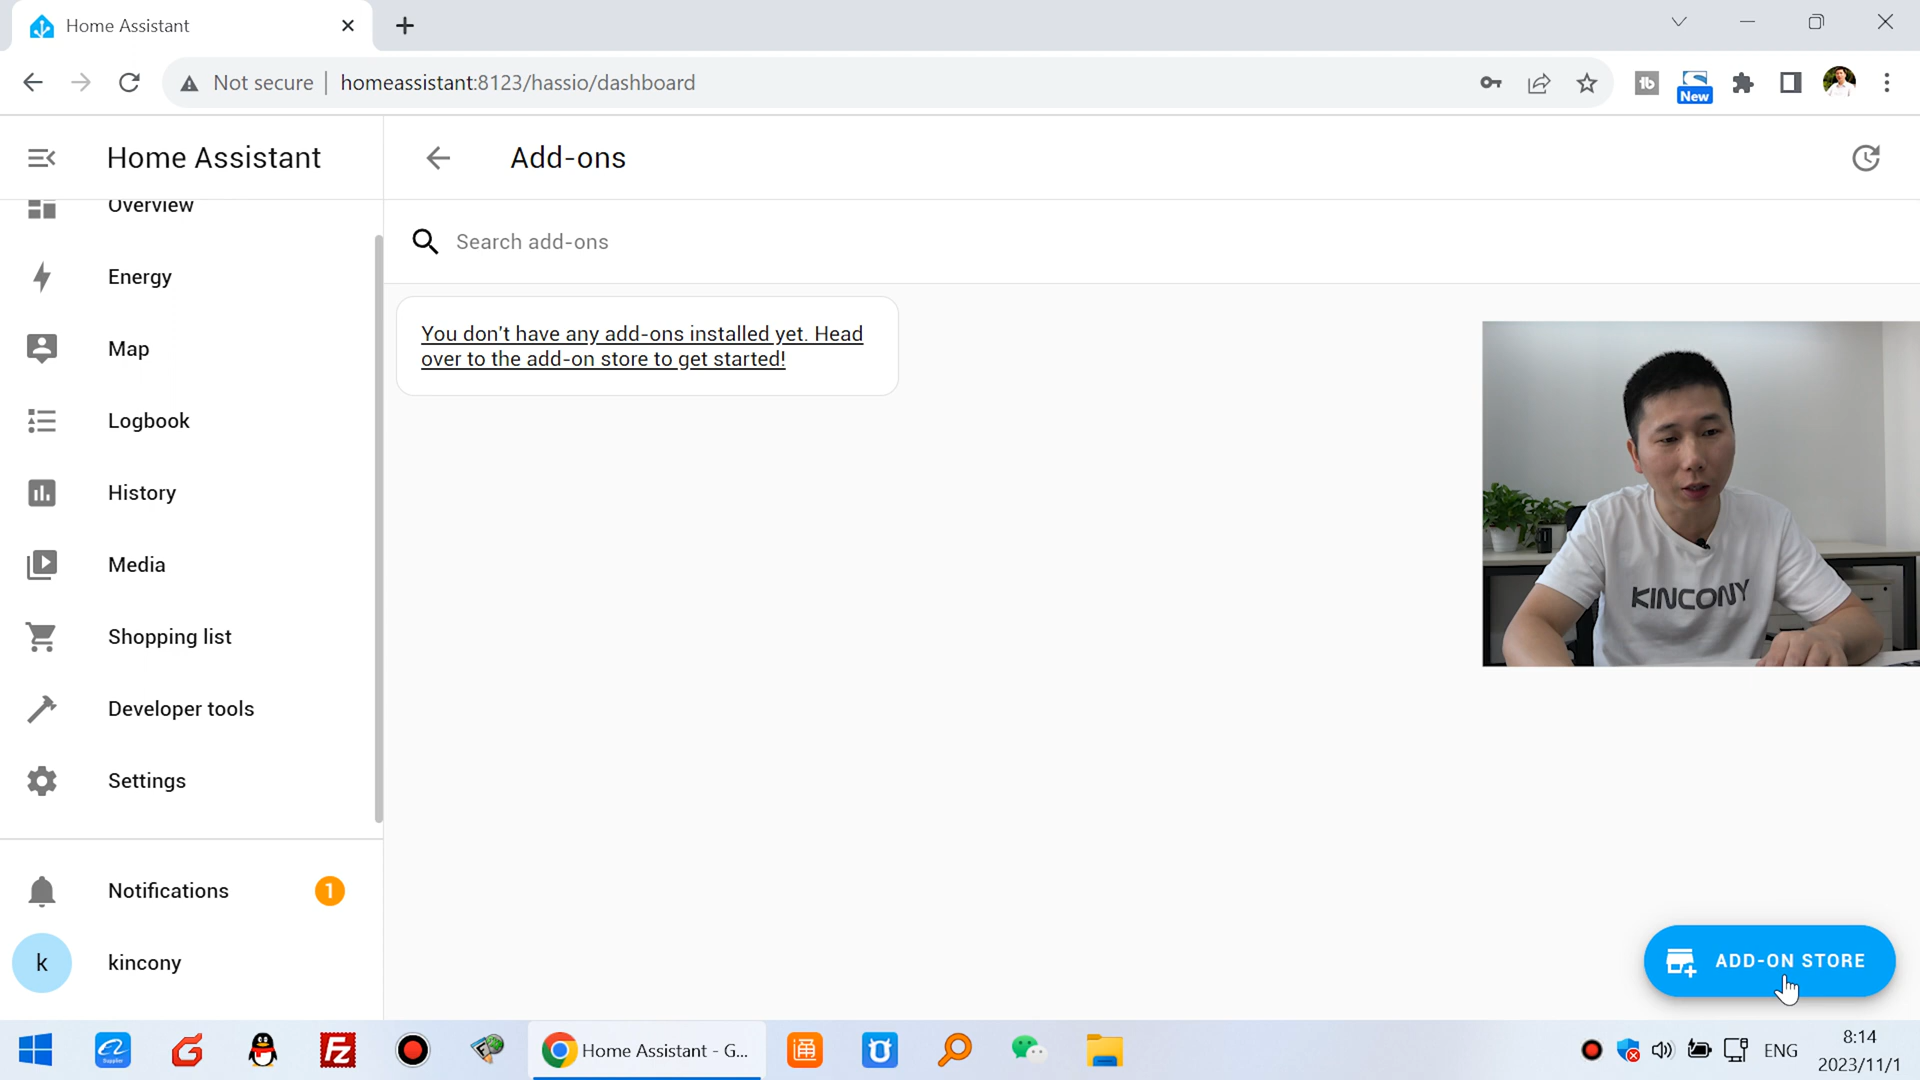 Home Assistant
Not secure
homeassistant:8123/hassio/dashboard
New
Home Assistant
Add-ons
Overview
Search add-ons
Energy
You don't have any add-ons installed yet. Head
over to the add-on store to get started!
Map
Logbook
History
Media
KINCONY
Shopping list
Developer tools
Settings
Notifications
1
k
kincony
ADD-ON STORE
Home Assistant - G...
通
ENG
8:14
2023/11/1